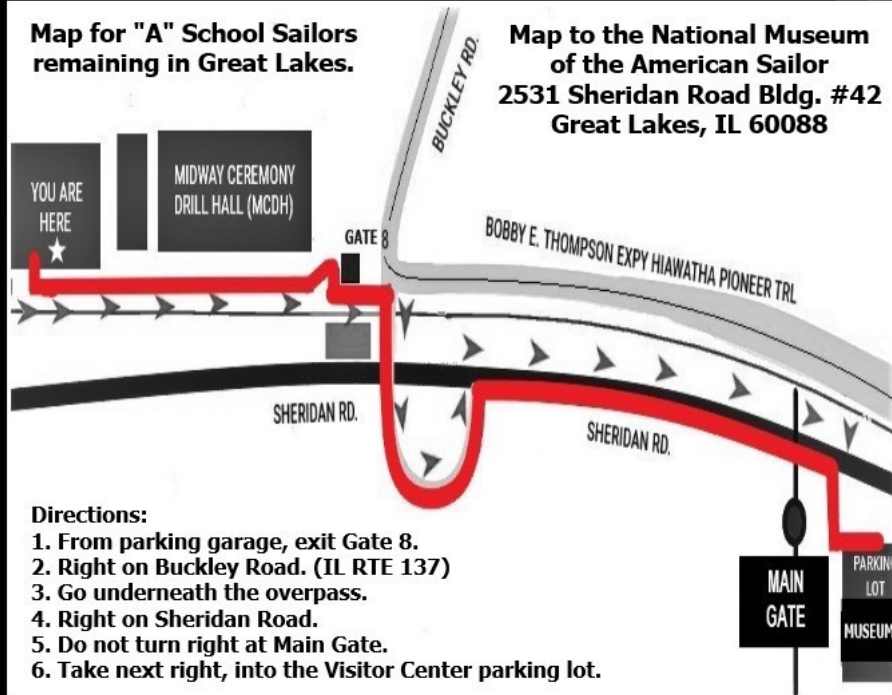 Map for "A" School Sailors
remaining in Great Lakes.
Map to the National Museum
of the American Sailor
2531 Sheridan Road Bldg. #42
Great Lakes, IL 60088
BUCKLEY RD.
YOU ARE
HERE
MIDWAY CEREMONY
DRILL HALL (MCDH)
GATE 8
BOBBY E. THOMPSON EXPY HIAWATHA PIONEER TRL
SHERIDAN RD.
SHERIDAN RD.
Directions:
1. From parking garage, exit Gate 8.
2. Right on Buckley Road. (IL RTE 137)
3. Go underneath the overpass.
4. Right on Sheridan Road.
5. Do not turn right at Main Gate.
6. Take next right, into the Visitor Center parking lot.
MAIN
GATE
PARKING
LOT
MUSEUM